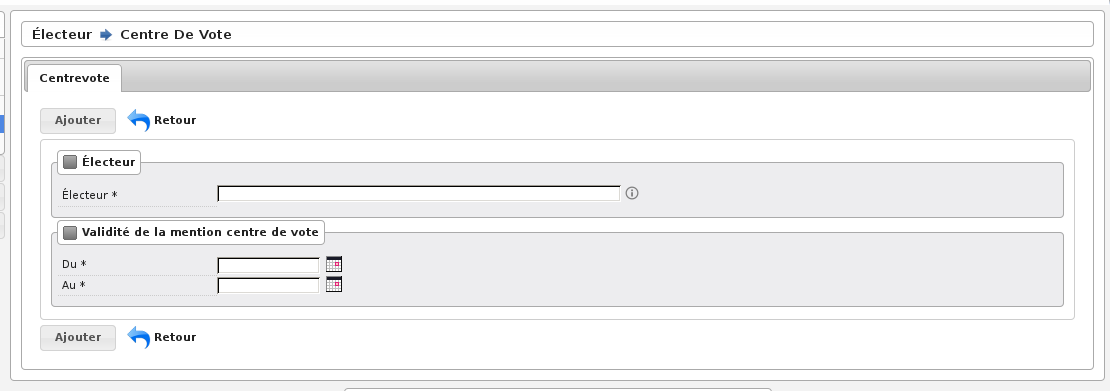 Électeur Centre De Vote
Centrevote
Ajouter Retour
Électeur
Électeur *
Validité de la mention centre de vote
Du *
Au *
Ajouter Retour